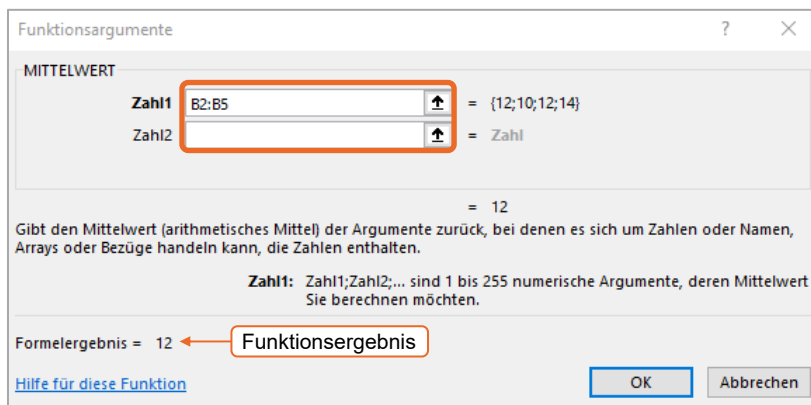 Funktionsargumente ? ×
MITTELWERT
Zahl1 B2:B5 = {12;10;12;14}
Zahl2 = Zahl
= 12
Gibt den Mittelwert (arithmetisches Mittel) der Argumente zurück, bei denen es sich um Zahlen oder Namen,
Arrays oder Bezüge handeln kann, die Zahlen enthalten.
Zahl1: Zahl1;Zahl2;... sind 1 bis 255 numerische Argumente, deren Mittelwert
Sie berechnen möchten.
Formelergebnis = 12 Funktionsergebnis
Hilfe für diese Funktion OK Abbrechen